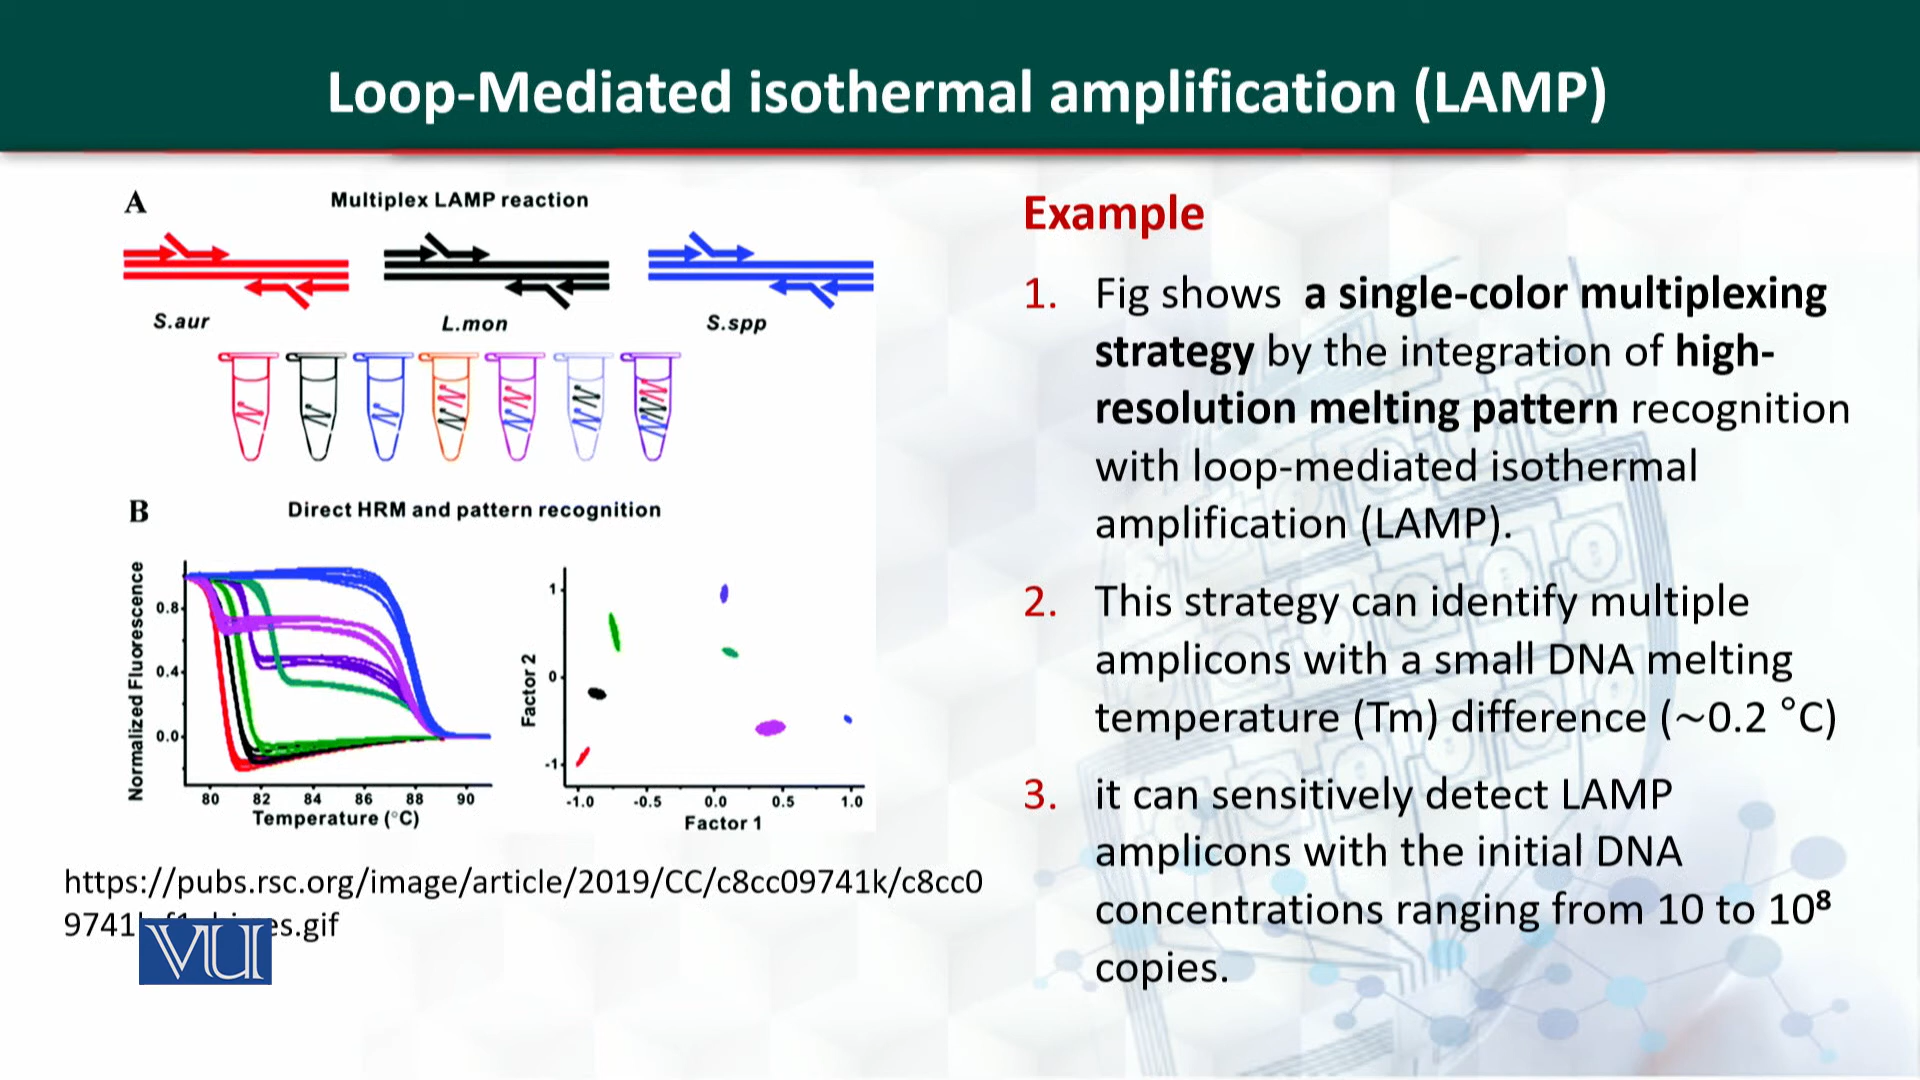 Loop-Mediated isothermal amplification (LAMP)
A
Multiplex LAMP reaction
S.aur
L.mon
S.spp
B
Direct HRM and pattern recognition
Normalized Fluorescence
0.8
0.4
0.0
80 82 84 86 88 90
Temperature (°C)
Factor 2
1
0
-1
-1.0 -0.5 0.0 0.5 1.0
Factor 1
https://pubs.rsc.org/image/article/2019/CC/c8cc09741k/c8cc0
9741 es.gif
VU
Example
1. Fig shows a single-color multiplexing
strategy by the integration of high-
resolution melting pattern recognition
with loop-mediated isothermal
amplification (LAMP).
2. This strategy can identify multiple
amplicons with a small DNA melting
temperature (Tm) difference (~0.2 °C)
3. it can sensitively detect LAMP
amplicons with the initial DNA
concentrations ranging from 10 to 10⁸
copies.